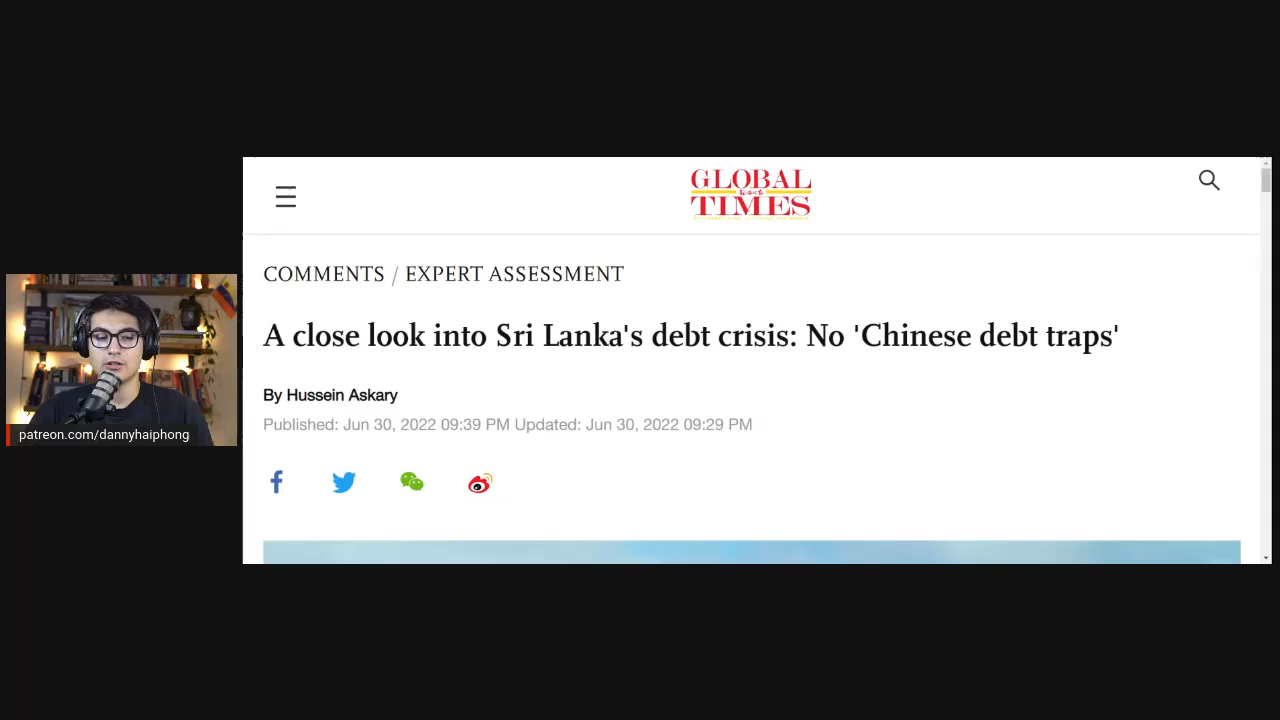 GLOBAL
TIMES
COMMENTS / EXPERT ASSESSMENT
A close look into Sri Lanka's debt crisis: No 'Chinese debt traps'
By Hussein Askary
Published: Jun 30, 2022 09:39 PM Updated: Jun 30, 2022 09:29 PM
patreon.com/dannyhaiphong